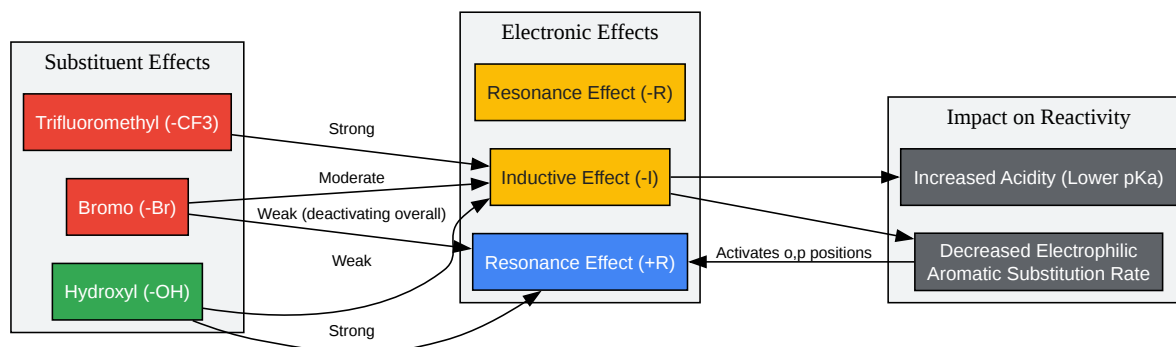 Substituent Effects
Trifluoromethyl (-CF3)
Bromo (-Br)
Hydroxyl (-OH)
Strong
Moderate
Weak (deactivating overall)
Weak
Strong
Electronic Effects
Resonance Effect (-R)
Inductive Effect (-I)
Resonance Effect (+R)
Activates o,p positions
Impact on Reactivity
Increased Acidity (Lower pKa)
Decreased Electrophilic
Aromatic Substitution Rate